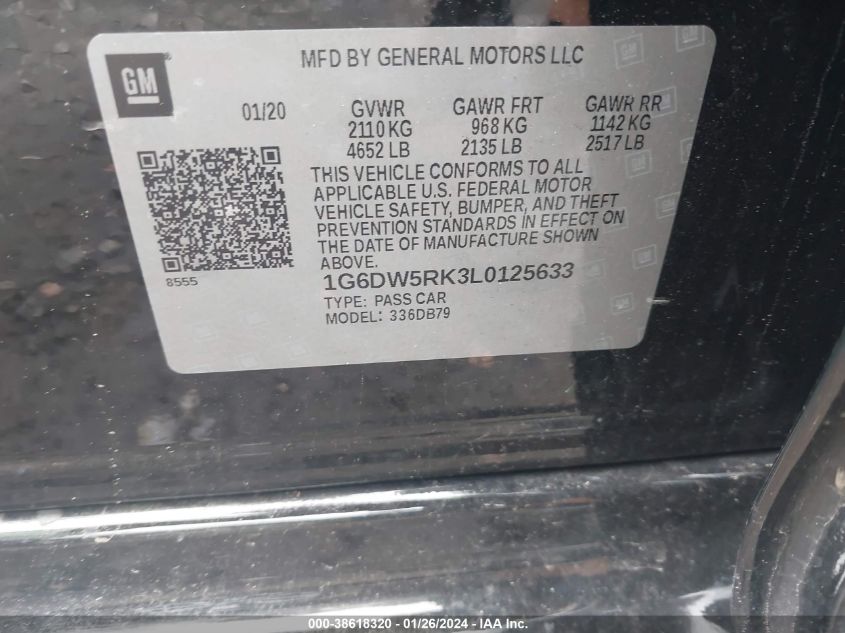 GM
MFD BY GENERAL MOTORS LLC
01/20 GVWR GAWR FRT GAWR RR
2110 KG 968 KG 1142 KG
4652 LB 2135 LB 2517 LB
THIS VEHICLE CONFORMS TO ALL
APPLICABLE U.S. FEDERAL MOTOR
VEHICLE SAFETY, BUMPER, AND THEFT
PREVENTION STANDARDS IN EFFECT ON
THE DATE OF MANUFACTURE SHOWN
ABOVE.
8555
1G6DW5RK3L0125633
TYPE: PASS CAR
MODEL: 336DB79
000-38618320 - 01/26/2024 - IAA Inc.